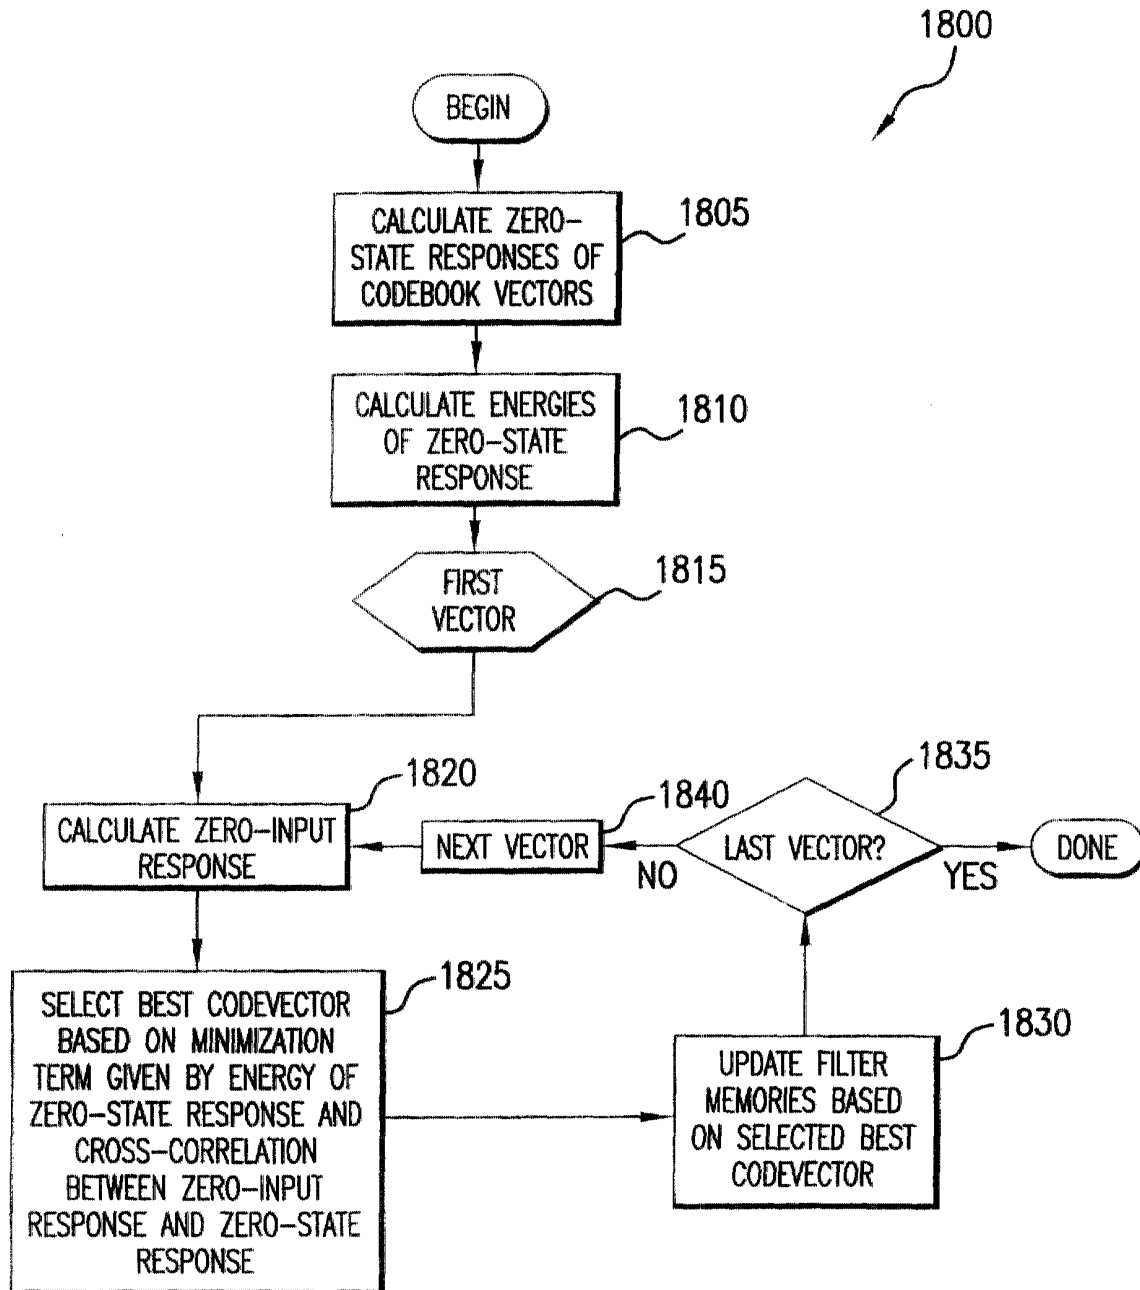 1800
BEGIN
CALCULATE ZERO-
STATE RESPONSES OF
CODEBOOK VECTORS
1805
CALCULATE ENERGIES
OF ZERO-STATE
RESPONSE
1810
FIRST
VECTOR
1815
CALCULATE ZERO-INPUT
RESPONSE
1820
NEXT VECTOR
1840
LAST VECTOR?
1835
NO
YES
DONE
SELECT BEST CODEVECTOR
BASED ON MINIMIZATION
TERM GIVEN BY ENERGY OF
ZERO-STATE RESPONSE AND
CROSS-CORRELATION
BETWEEN ZERO-INPUT
RESPONSE AND ZERO-STATE
RESPONSE
1825
UPDATE FILTER
MEMORIES BASED
ON SELECTED BEST
CODEVECTOR
1830